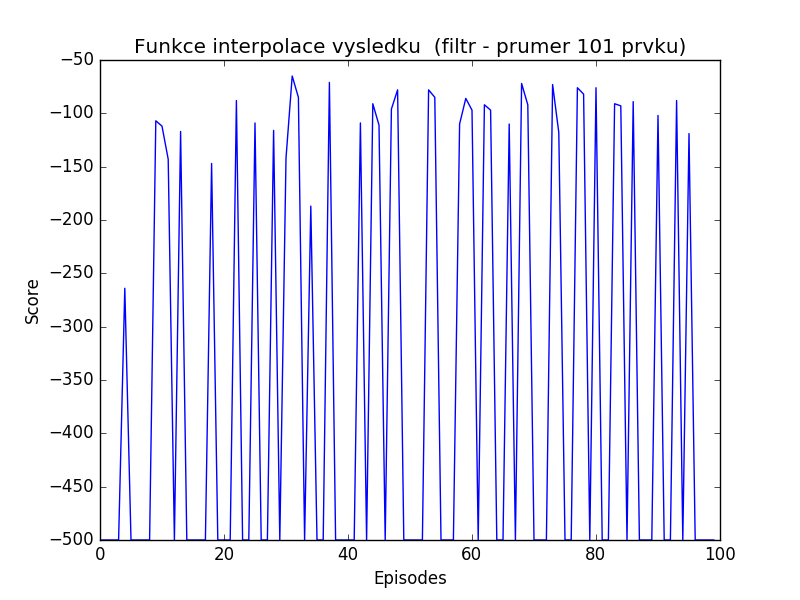 Funkce interpolace vysledku  (filtr - prumer 101 prvku)
−50
−100
−150
−200
−250
−300
−350
−400
−450
−500
Score
0 20 40 60 80 100
Episodes